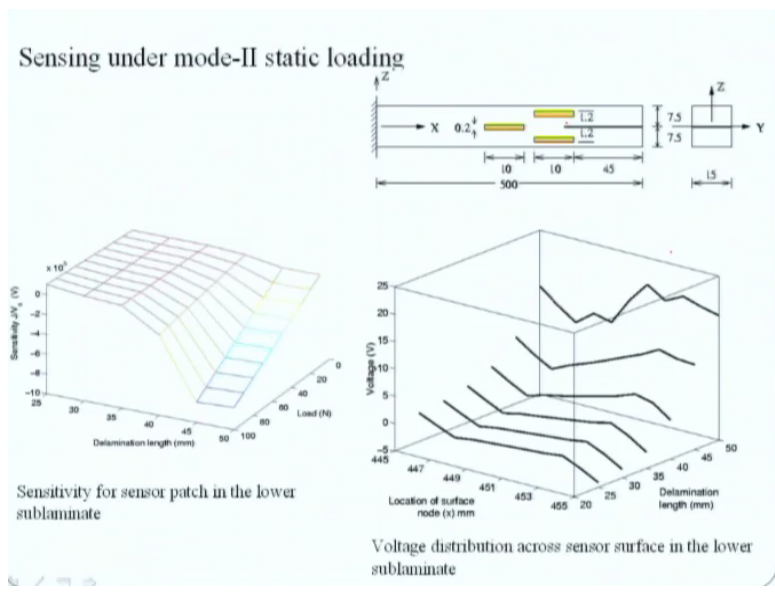 Sensing under mode-II static loading
Z
X
0.2
1.2
1.2
7.5
7.5
Z
Y
10
10
45
15
500
x 10
0
-2
-4
-6
-8
-10
25
30
35
40
45
50
Delamination length (mm)
100
80
60
40
20
0
Load (N)
25
20
15
10
5
0
-5
Voltage (V)
445
447
449
451
453
455
Location of surface
node (x) mm
20
25
30
35
40
45
50
Delamination
length (mm)
Sensitivity for sensor patch in the lower
sublaminate
Voltage distribution across sensor surface in the lower
sublaminate